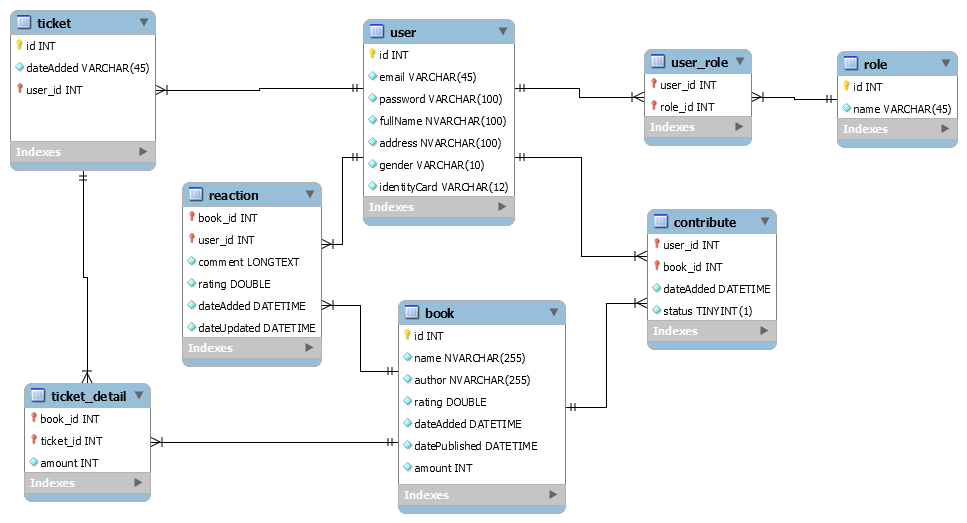 ticket
id INT
dateAdded VARCHAR(45)
user_id INT
Indexes
user
id INT
email VARCHAR(45)
password VARCHAR(100)
fullName NVARCHAR(100)
address NVARCHAR(100)
gender VARCHAR(10)
identityCard VARCHAR(12)
Indexes
user_role
user_id INT
role_id INT
Indexes
role
id INT
name VARCHAR(45)
Indexes
reaction
book_id INT
user_id INT
comment LONGTEXT
rating DOUBLE
dateAdded DATETIME
dateUpdated DATETIME
Indexes
contribute
user_id INT
book_id INT
dateAdded DATETIME
status TINYINT(1)
Indexes
book
id INT
name NVARCHAR(255)
author NVARCHAR(255)
rating DOUBLE
dateAdded DATETIME
datePublished DATETIME
amount INT
Indexes
ticket_detail
book_id INT
ticket_id INT
amount INT
Indexes